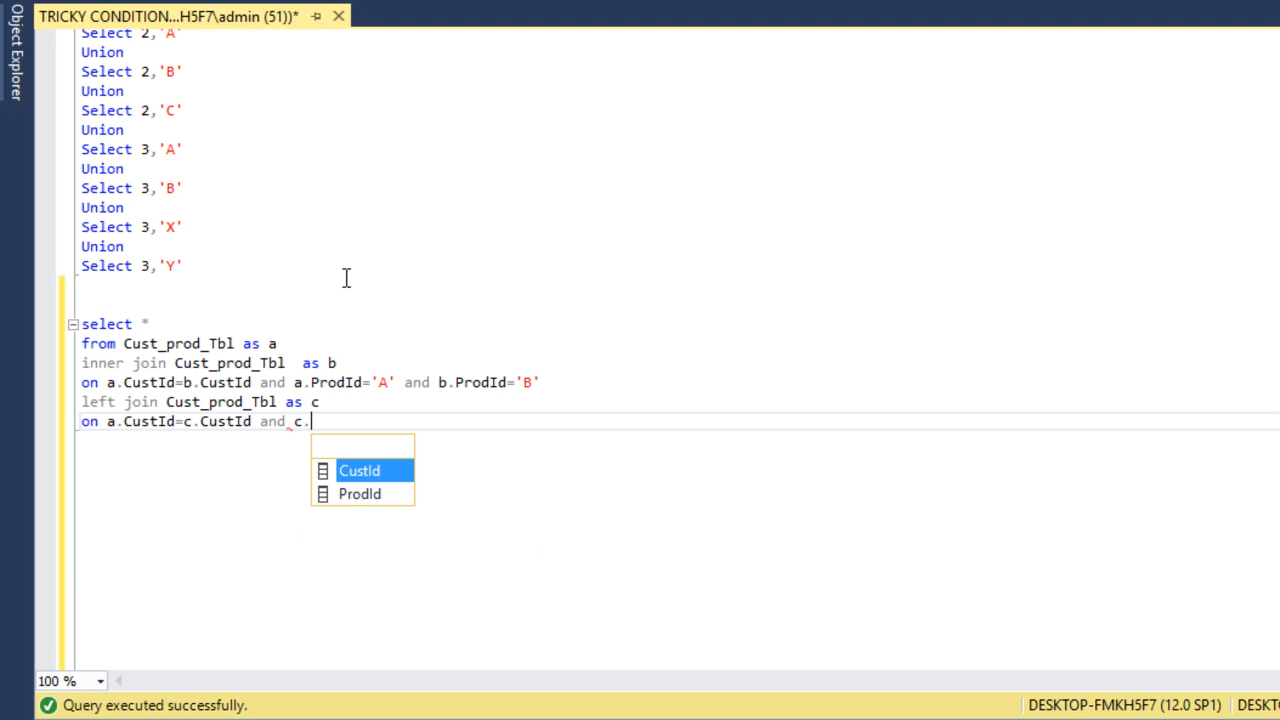 Object Explorer
TRICKY CONDITION...H5F7\admin (51))*
Select 2,'A'
Union
Select 2,'B'
Union
Select 2,'C'
Union
Select 3,'A'
Union
Select 3,'B'
Union
Select 3,'X'
Union
Select 3,'Y'
select *
from Cust_prod_Tbl as a
inner join Cust_prod_Tbl  as b
on a.CustId=b.CustId and a.ProdId='A' and b.ProdId='B'
left join Cust_prod_Tbl as c
on a.CustId=c.CustId and c.
CustId
ProdId
100 %
Query executed successfully.
DESKTOP-FMKH5F7 (12.0 SP1)
DESKT